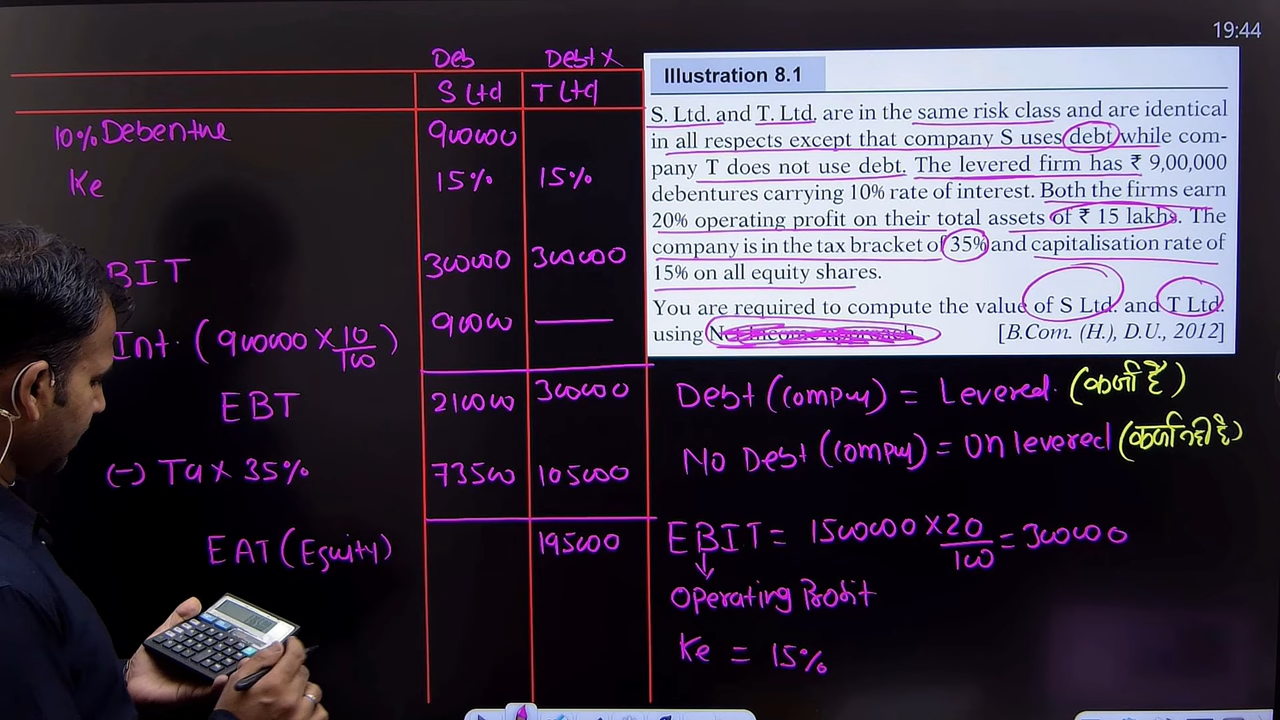 19:44
Deb Debt X
S Ltd T Ltd
10% Debenture 900000
Ke 15% 15%
BIT 300000 300000
Int. (900000 × 10/100) 90000 —
EBT 210000 300000
(-) Tax 35% 73500 105000
EAT (Equity) 195000
Illustration 8.1
S. Ltd. and T. Ltd. are in the same risk class and are identical
in all respects except that company S uses debt while com-
pany T does not use debt. The levered firm has ₹ 9,00,000
debentures carrying 10% rate of interest. Both the firms earn
20% operating profit on their total assets of ₹ 15 lakhs. The
company is in the tax bracket of 35% and capitalisation rate of
15% on all equity shares.
You are required to compute the value of S Ltd. and T Ltd.
using Net Income approach [B.Com. (H.), D.U., 2012]
Debt (compny) = Levered. (कर्जा है)
No Debt (compny) = Un levered (कर्जा नही है)
EBIT = 1500000 × 20/100 = 300000
Operating Profit
Ke = 15%